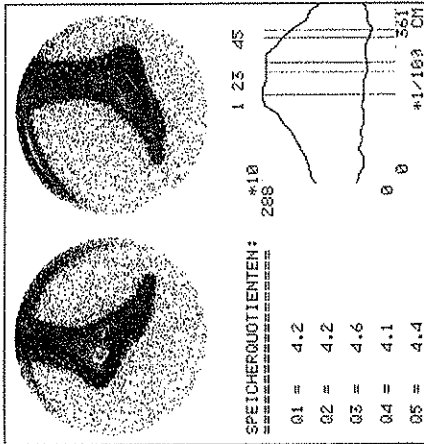 SPEICHERQUOTIENTEN:
==================
Q1 = 4.2
Q2 = 4.2
Q3 = 4.6
Q4 = 4.1
Q5 = 4.4
1 23 45
*10
288
0
0 361
*1/100 CM